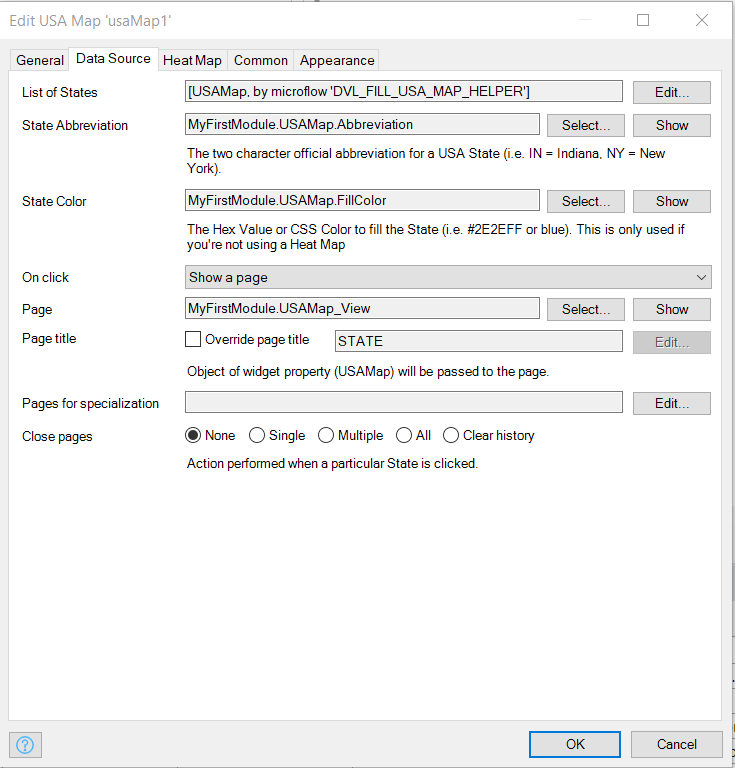 Edit USA Map 'usaMap1'
General Data Source Heat Map Common Appearance
List of States [USAMap, by microflow 'DVL_FILL_USA_MAP_HELPER'] Edit...
State Abbreviation MyFirstModule.USAMap.Abbreviation Select... Show
The two character official abbreviation for a USA State (i.e. IN = Indiana, NY = New
York).
State Color MyFirstModule.USAMap.FillColor Select... Show
The Hex Value or CSS Color to fill the State (i.e. #2E2EFF or blue). This is only used if
you're not using a Heat Map
On click Show a page
Page MyFirstModule.USAMap_View Select... Show
Page title Override page title STATE Edit...
Object of widget property (USAMap) will be passed to the page.
Pages for specialization Edit...
Close pages None Single Multiple All Clear history
Action performed when a particular State is clicked.
? OK Cancel